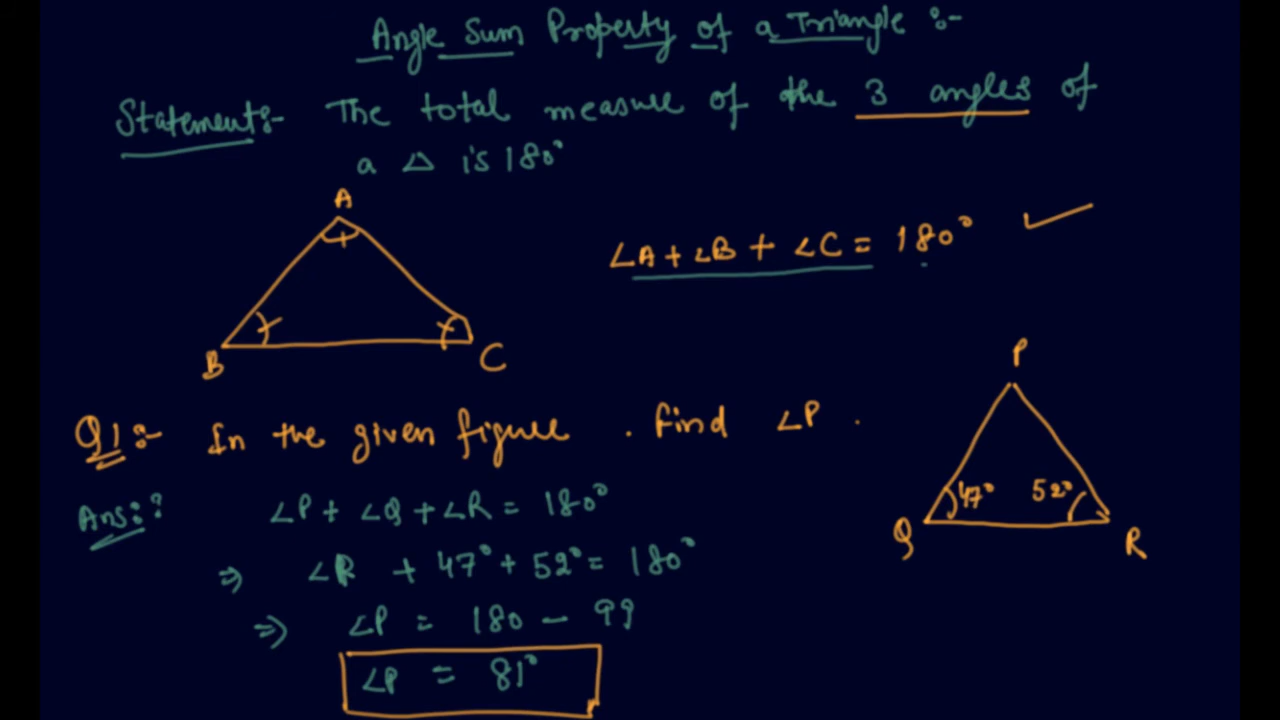 Angle Sum Property of a Triangle :-
Statement:- The total measure of the 3 angles of
a △ is 180°
A
B
C
∠A + ∠B + ∠C = 180° ✓
Q1:- In the given figure . find ∠P .
P
47°
52°
Q
R
Ans:?
∠P + ∠Q + ∠R = 180°
⇒ ∠R + 47° + 52° = 180°
⇒ ∠P = 180 - 99
∠P = 81°